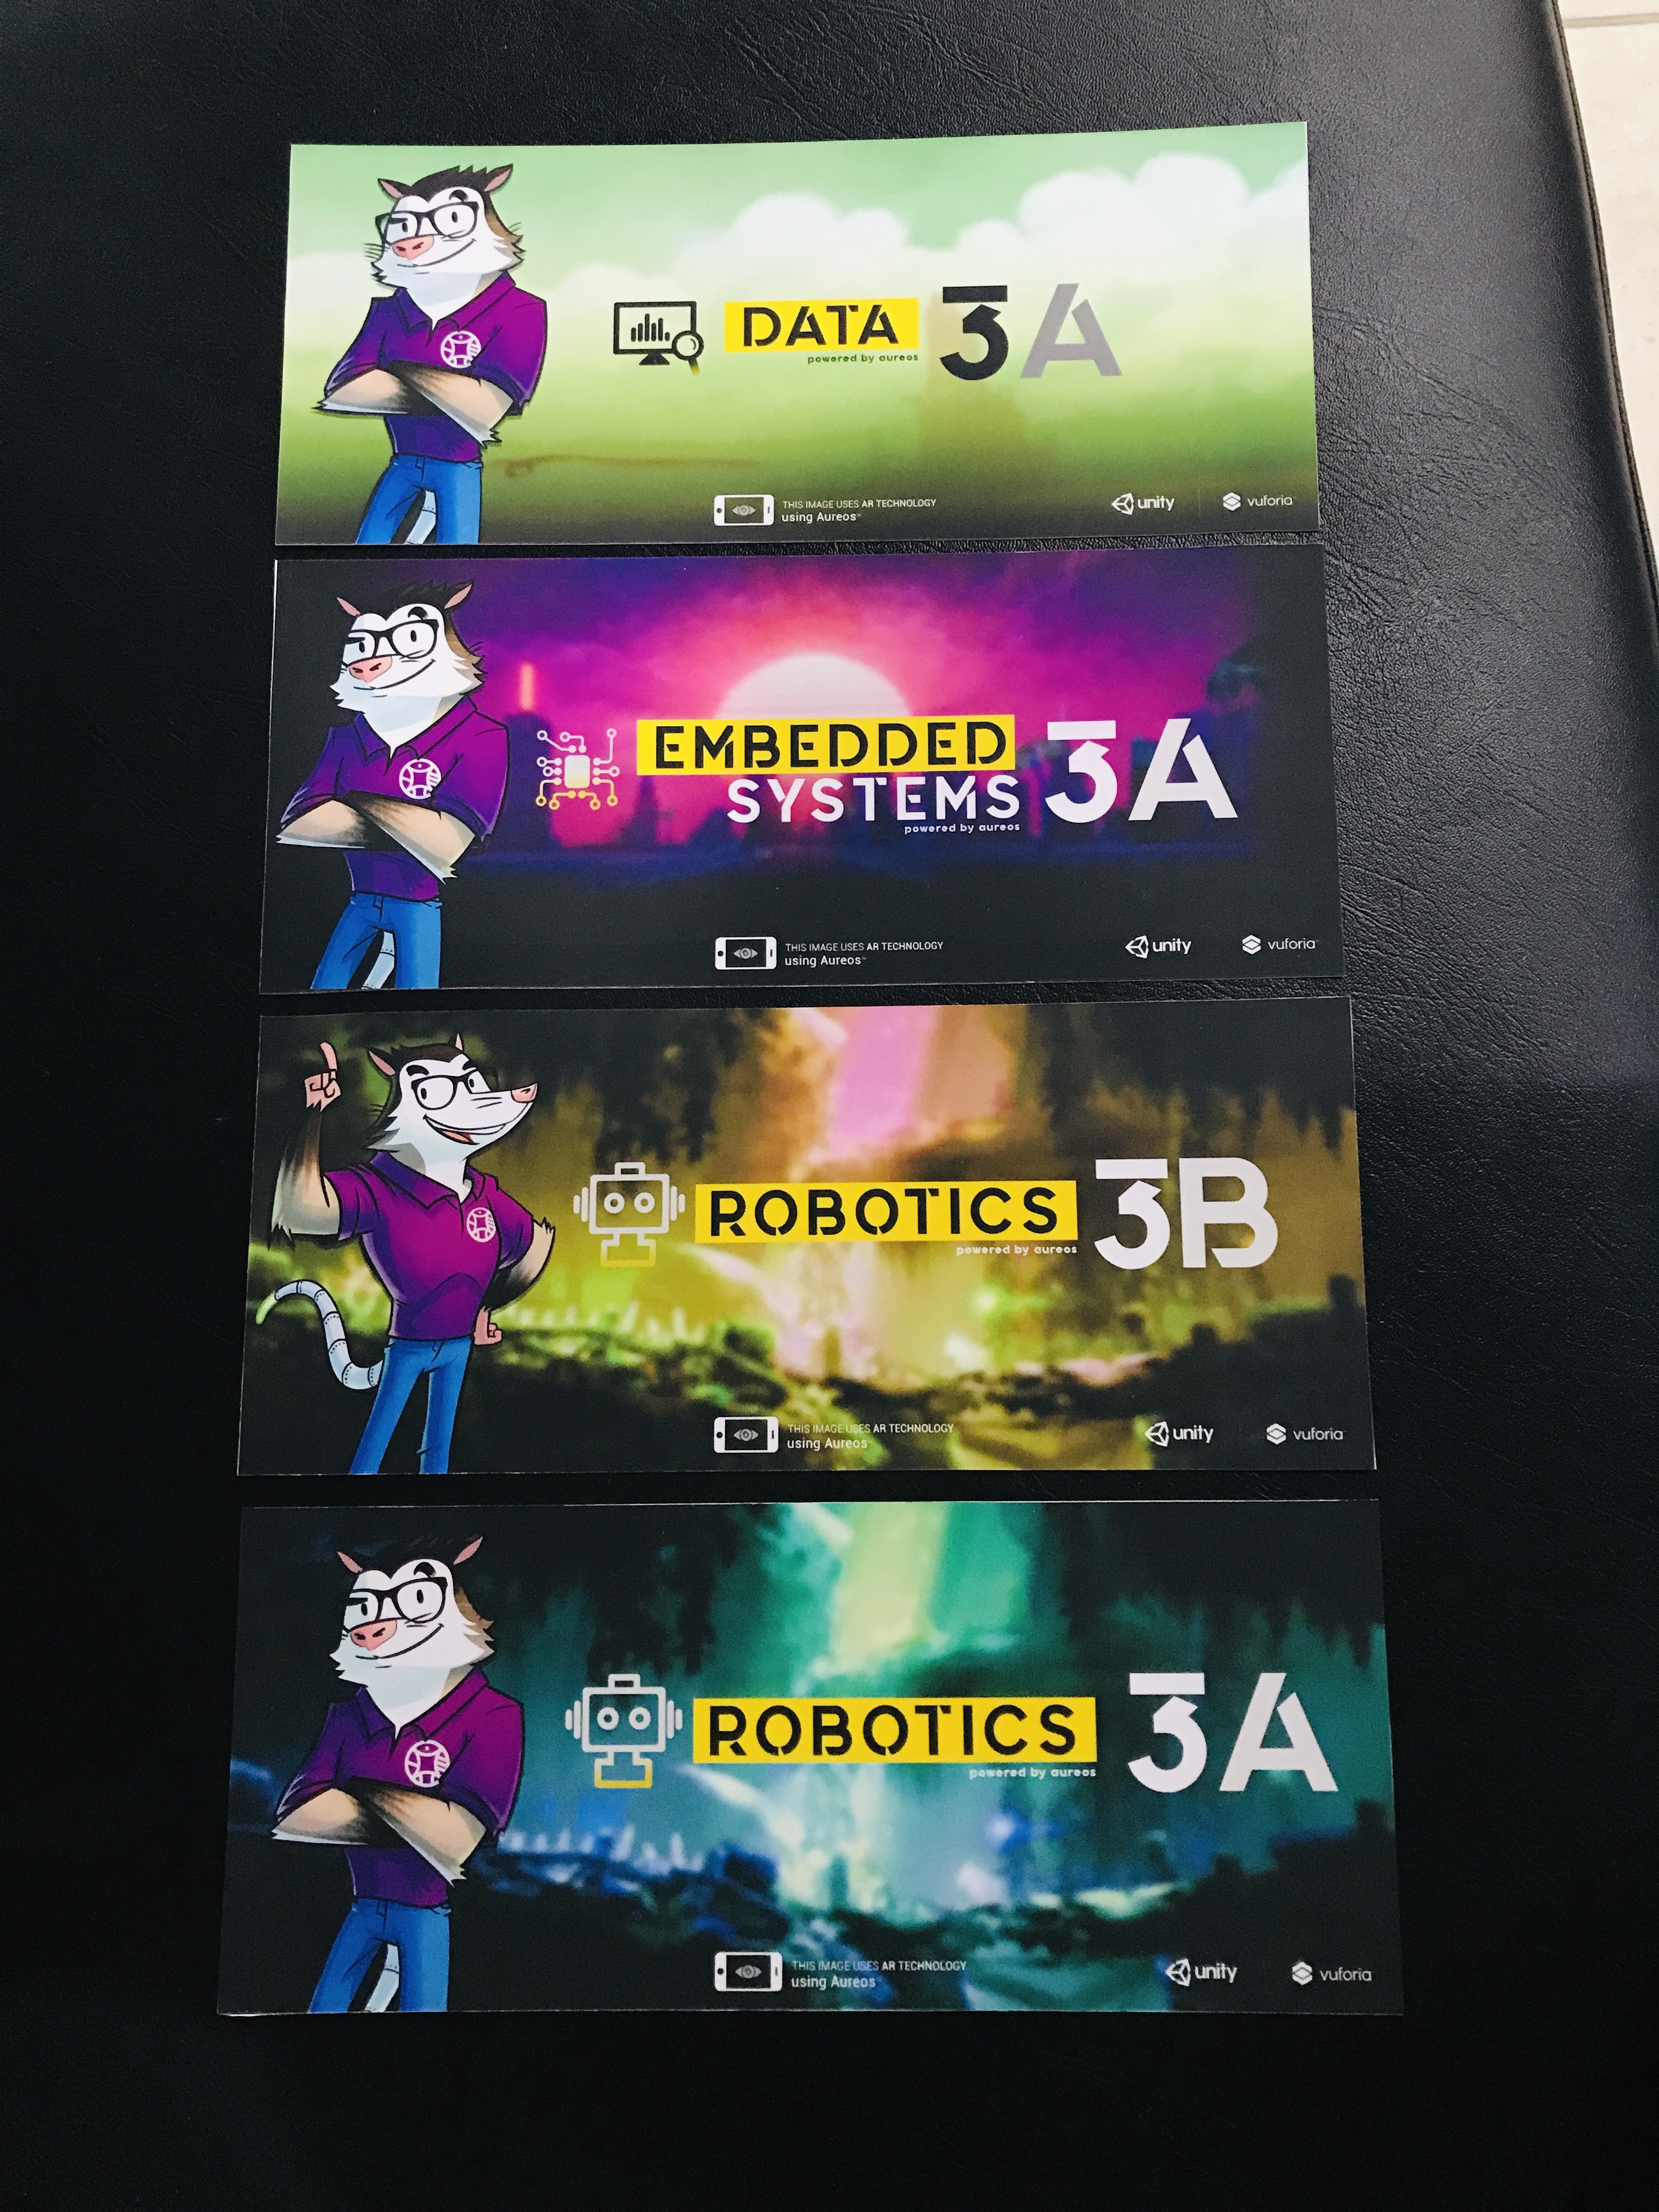 DATA 3A
powered by aureos
THIS IMAGE USES AR TECHNOLOGY
using Aureos™
unity
vuforia
EMBEDDED
SYSTEMS 3A
powered by aureos
THIS IMAGE USES AR TECHNOLOGY
using Aureos™
unity
vuforia
ROBOTICS 3B
powered by aureos
THIS IMAGE USES AR TECHNOLOGY
using Aureos
unity
vuforia
ROBOTICS 3A
powered by aureos
THIS IMAGE USES AR TECHNOLOGY
using Aureos
unity
vuforia